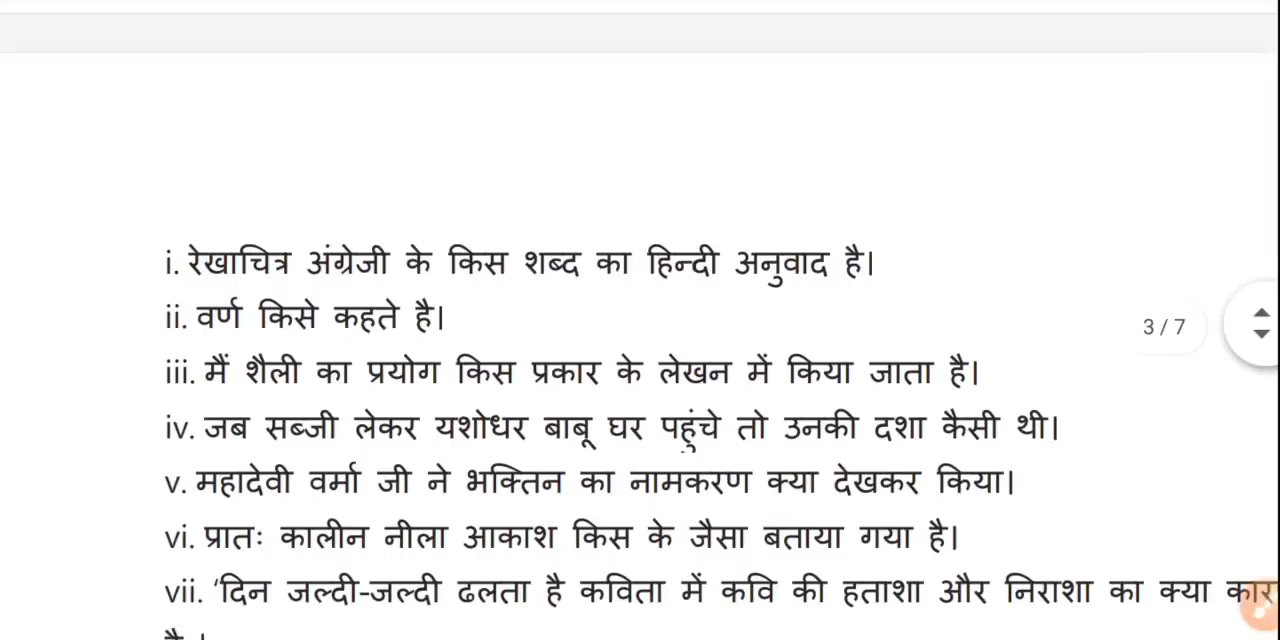 i. रेखाचित्र अंग्रेजी के किस शब्द का हिन्दी अनुवाद है।
ii. वर्ण किसे कहते है।
3 / 7
iii. मैं शैली का प्रयोग किस प्रकार के लेखन में किया जाता है।
iv. जब सब्जी लेकर यशोधर बाबू घर पहुंचे तो उनकी दशा कैसी थी।
v. महादेवी वर्मा जी ने भक्तिन का नामकरण क्या देखकर किया।
vi. प्रातः कालीन नीला आकाश किस के जैसा बताया गया है।
vii. ‘दिन जल्दी-जल्दी ढलता है कविता में कवि की हताशा और निराशा का क्या